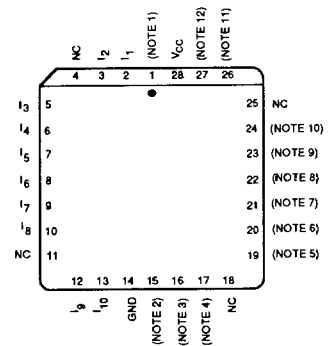 NC I2 I1 (NOTE 1) VCC (NOTE 12) (NOTE 11)
4 3 2 1 28 27 26
I3 5 25 NC
I4 6 24 (NOTE 10)
I5 7 23 (NOTE 9)
I6 8 22 (NOTE 8)
I7 9 21 (NOTE 7)
I8 10 20 (NOTE 6)
NC 11 19 (NOTE 5)
12 13 14 15 16 17 18
I9 I10 GND (NOTE 2) (NOTE 3) (NOTE 4) NC